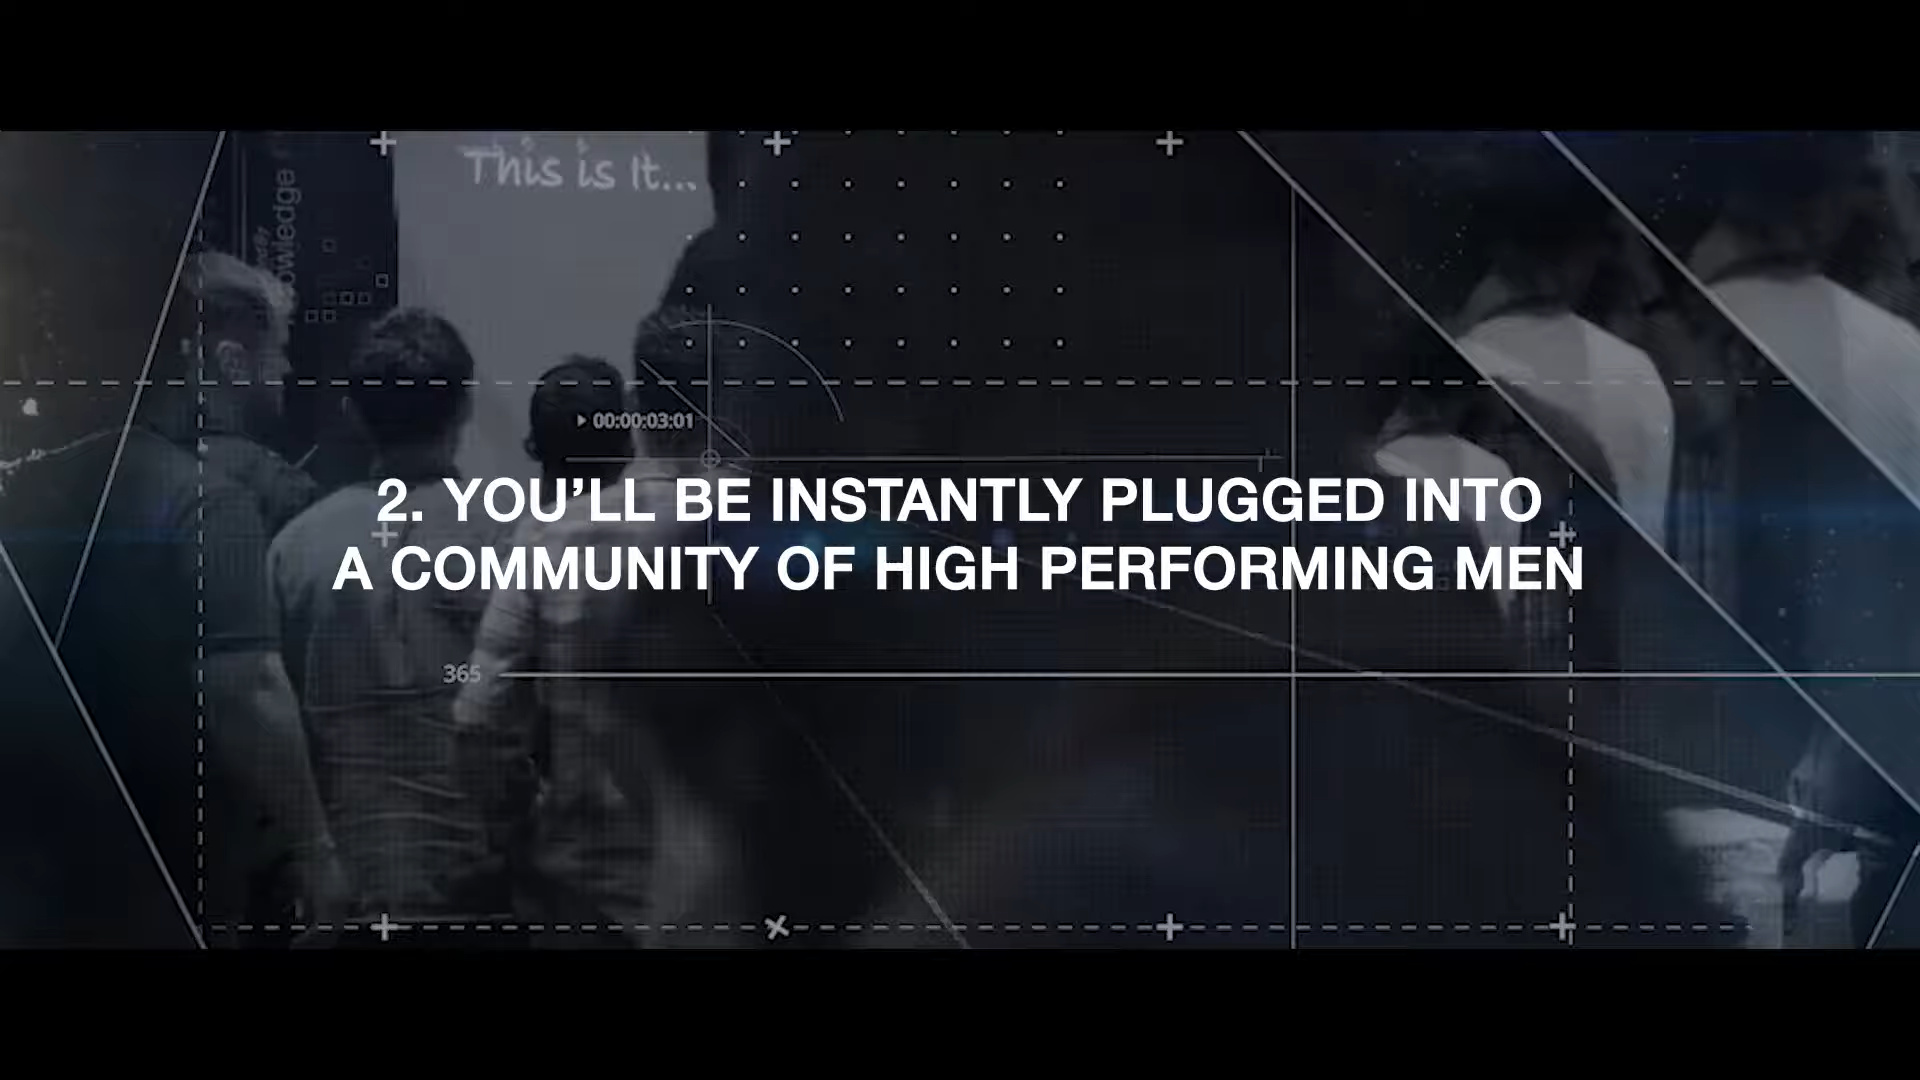 This is It...
Knowledge
00:00:03:01
2. YOU’LL BE INSTANTLY PLUGGED INTO
A COMMUNITY OF HIGH PERFORMING MEN
365